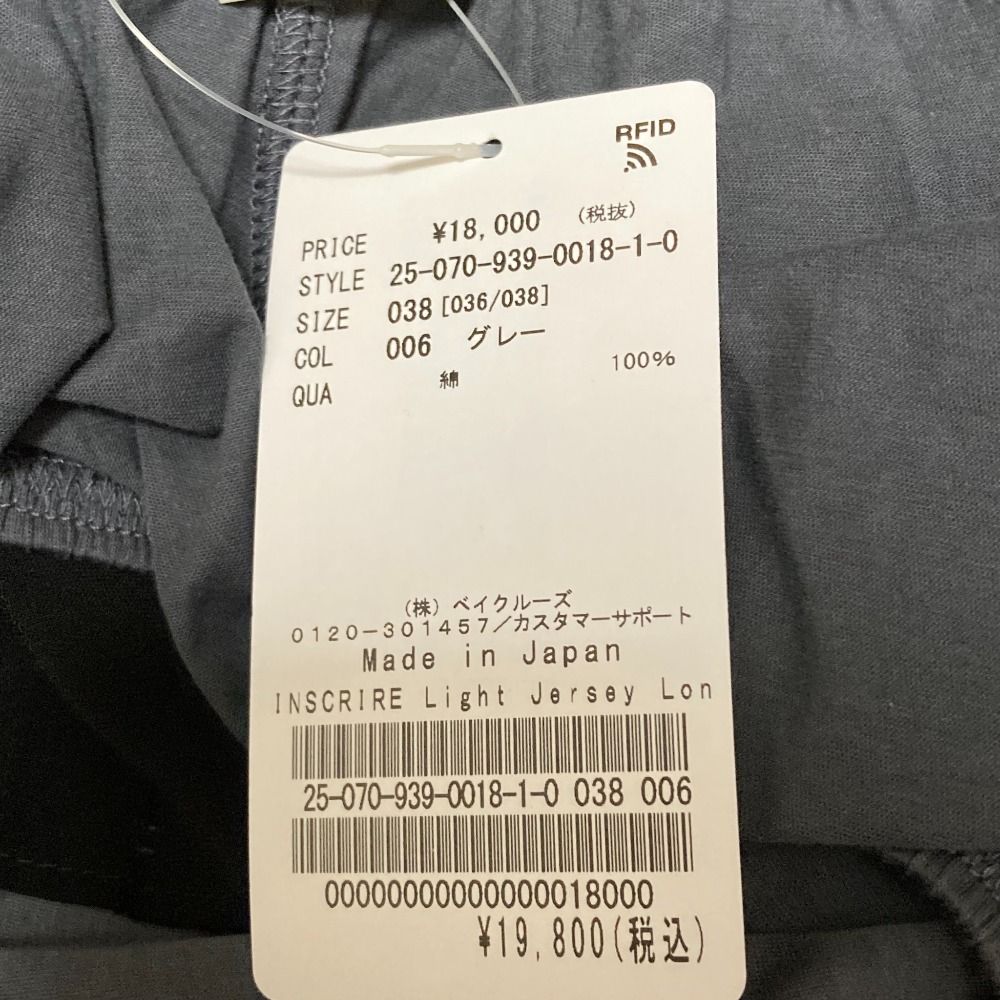 RFID
PRICE ¥18,000 (税抜)
STYLE 25-070-939-0018-1-0
SIZE 038 [036/038]
COL 006 グレー
QUA 綿 100%
(株) ベイクルーズ
0120-301457/カスタマーサポート
Made in Japan
INSCRIRE Light Jersey Lon
25-070-939-0018-1-0 038 006
00000000000000018000
¥19,800(税込)